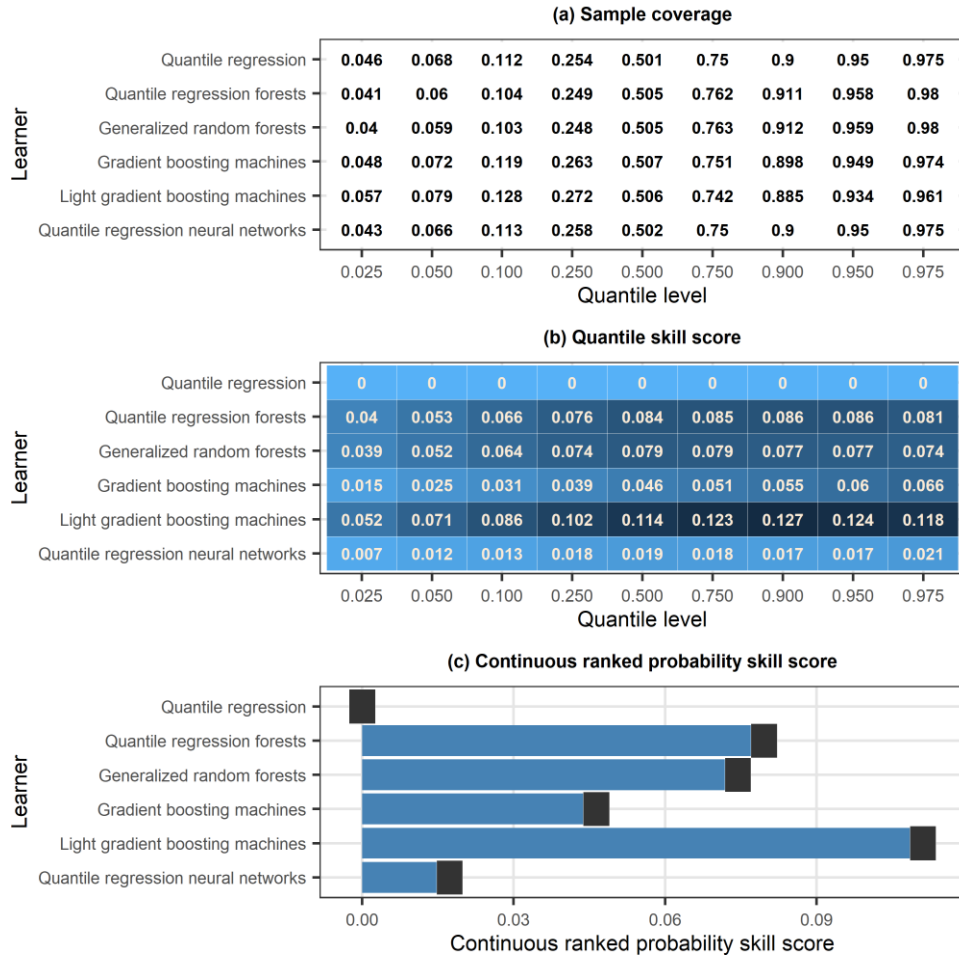 (a) Sample coverage
Learner
Quantile regression 0.046 0.068 0.112 0.254 0.501 0.75 0.9 0.95 0.975
Quantile regression forests 0.041 0.06 0.104 0.249 0.505 0.762 0.911 0.958 0.98
Generalized random forests 0.04 0.059 0.103 0.248 0.505 0.763 0.912 0.959 0.98
Gradient boosting machines 0.048 0.072 0.119 0.263 0.507 0.751 0.898 0.949 0.974
Light gradient boosting machines 0.057 0.079 0.128 0.272 0.506 0.742 0.885 0.934 0.961
Quantile regression neural networks 0.043 0.066 0.113 0.258 0.502 0.75 0.9 0.95 0.975
0.025 0.050 0.100 0.250 0.500 0.750 0.900 0.950 0.975
Quantile level
(b) Quantile skill score
Learner
Quantile regression 0 0 0 0 0 0 0 0 0
Quantile regression forests 0.04 0.053 0.066 0.076 0.084 0.085 0.086 0.086 0.081
Generalized random forests 0.039 0.052 0.064 0.074 0.079 0.079 0.077 0.077 0.074
Gradient boosting machines 0.015 0.025 0.031 0.039 0.046 0.051 0.055 0.06 0.066
Light gradient boosting machines 0.052 0.071 0.086 0.102 0.114 0.123 0.127 0.124 0.118
Quantile regression neural networks 0.007 0.012 0.013 0.018 0.019 0.018 0.017 0.017 0.021
0.025 0.050 0.100 0.250 0.500 0.750 0.900 0.950 0.975
Quantile level
(c) Continuous ranked probability skill score
Learner
Quantile regression
Quantile regression forests
Generalized random forests
Gradient boosting machines
Light gradient boosting machines
Quantile regression neural networks
0.00 0.03 0.06 0.09
Continuous ranked probability skill score